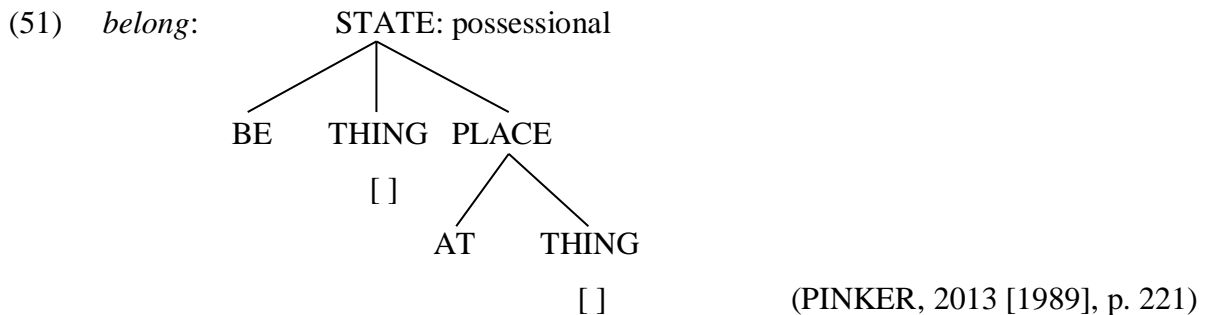 (51) belong: STATE: possessional
BE THING PLACE
[ ]
AT THING
[ ] (PINKER, 2013 [1989], p. 221)